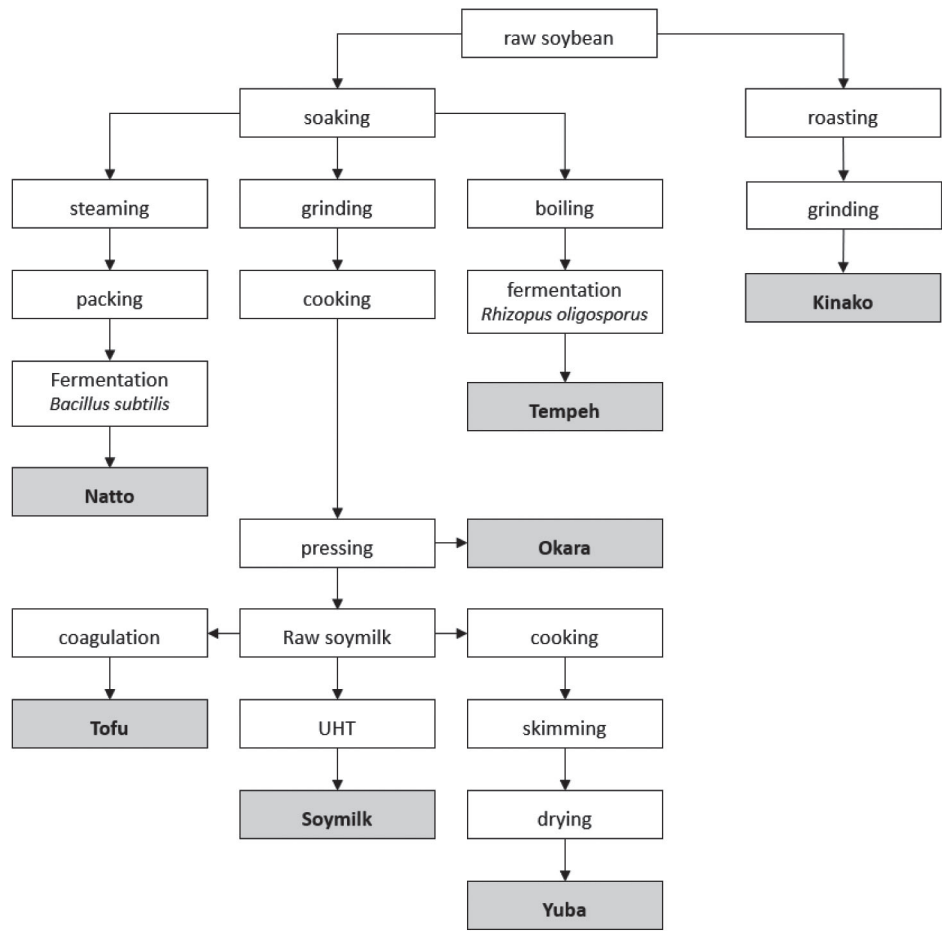 raw soybean
soaking
roasting
steaming
grinding
boiling
grinding
packing
cooking
fermentation
Rhizopus oligosporus
Kinako
Fermentation
Bacillus subtilis
Tempeh
Natto
pressing
Okara
coagulation
Raw soymilk
cooking
Tofu
UHT
skimming
Soymilk
drying
Yuba